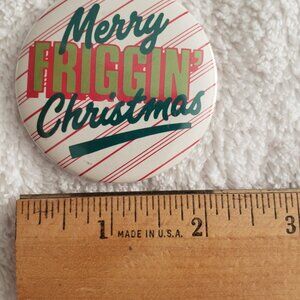 Merry
FRIGGIN'
Christmas
1 MADE IN U.S.A. 2 3